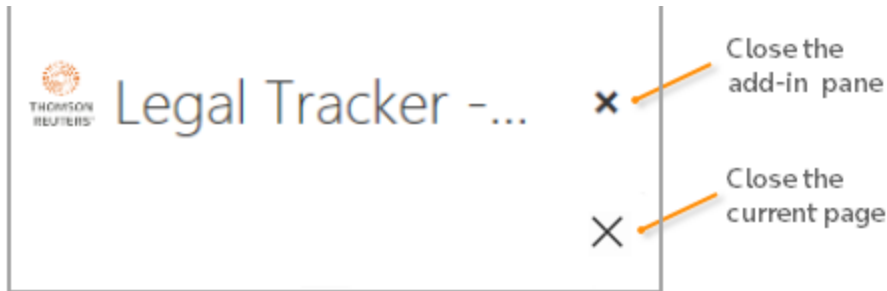 THOMSON
REUTERS
Legal Tracker -...
Close the
add-in pane
Close the
current page